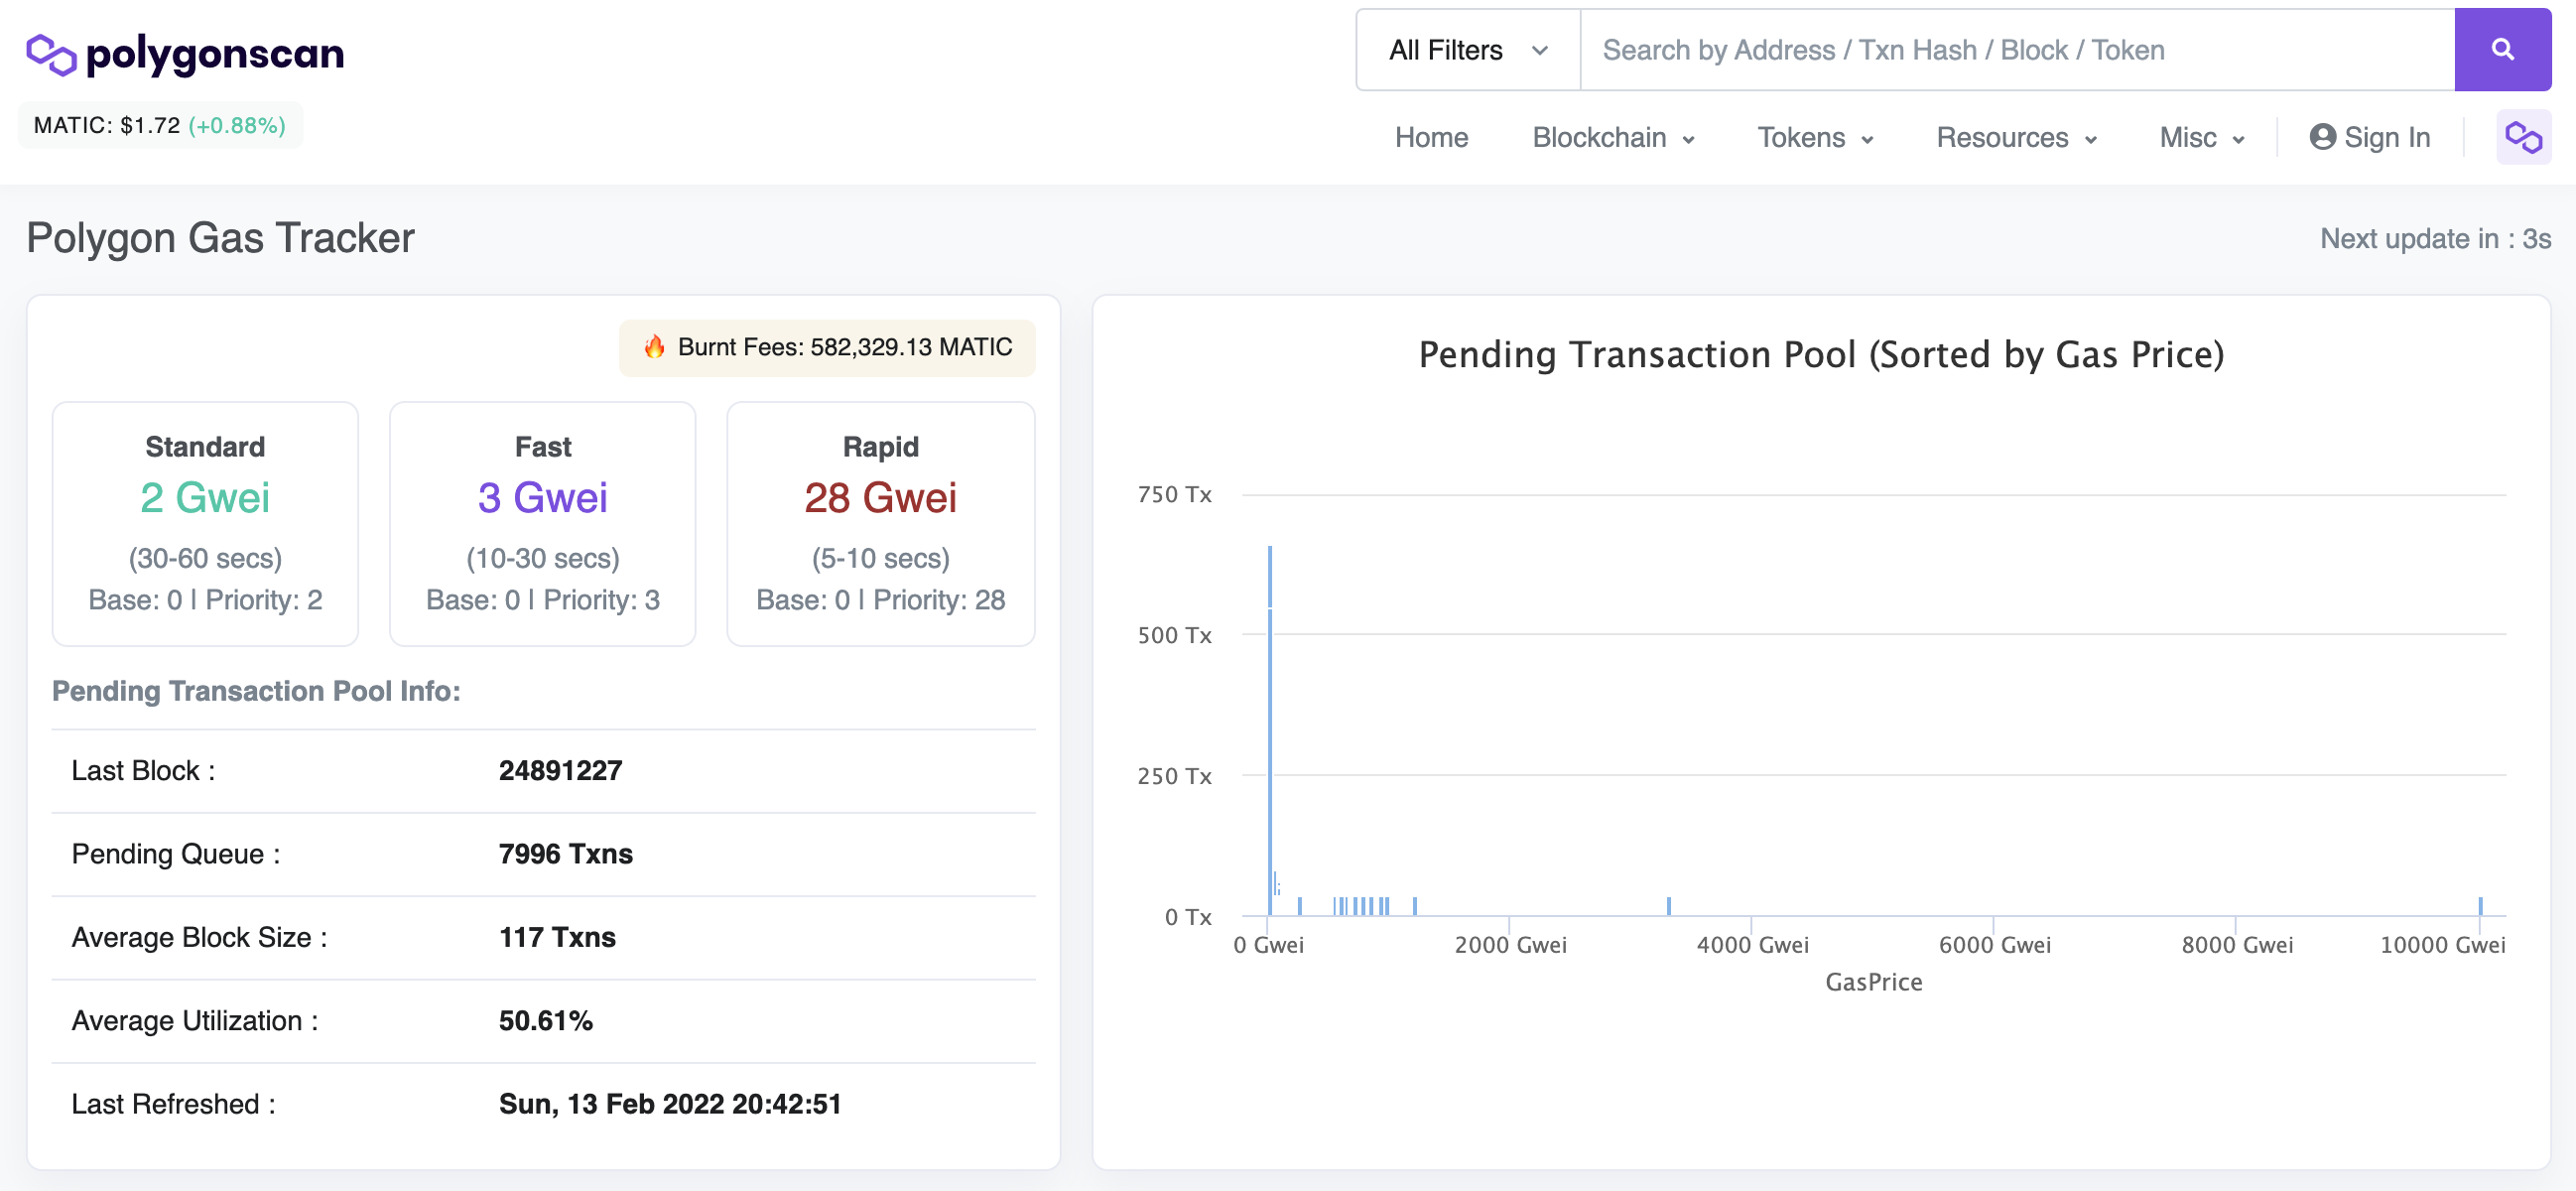 polygonscan
All Filters
Search by Address / Txn Hash / Block / Token
MATIC: $1.72 (+0.88%)
Home Blockchain Tokens Resources Misc Sign In
Polygon Gas Tracker
Next update in : 3s
🔥 Burnt Fees: 582,329.13 MATIC
Standard
2 Gwei
(30-60 secs)
Base: 0 | Priority: 2
Fast
3 Gwei
(10-30 secs)
Base: 0 | Priority: 3
Rapid
28 Gwei
(5-10 secs)
Base: 0 | Priority: 28
Pending Transaction Pool Info:
Last Block : 24891227
Pending Queue : 7996 Txns
Average Block Size : 117 Txns
Average Utilization : 50.61%
Last Refreshed : Sun, 13 Feb 2022 20:42:51
Pending Transaction Pool (Sorted by Gas Price)
750 Tx
500 Tx
250 Tx
0 Tx
0 Gwei 2000 Gwei 4000 Gwei 6000 Gwei 8000 Gwei 10000 Gwei
GasPrice